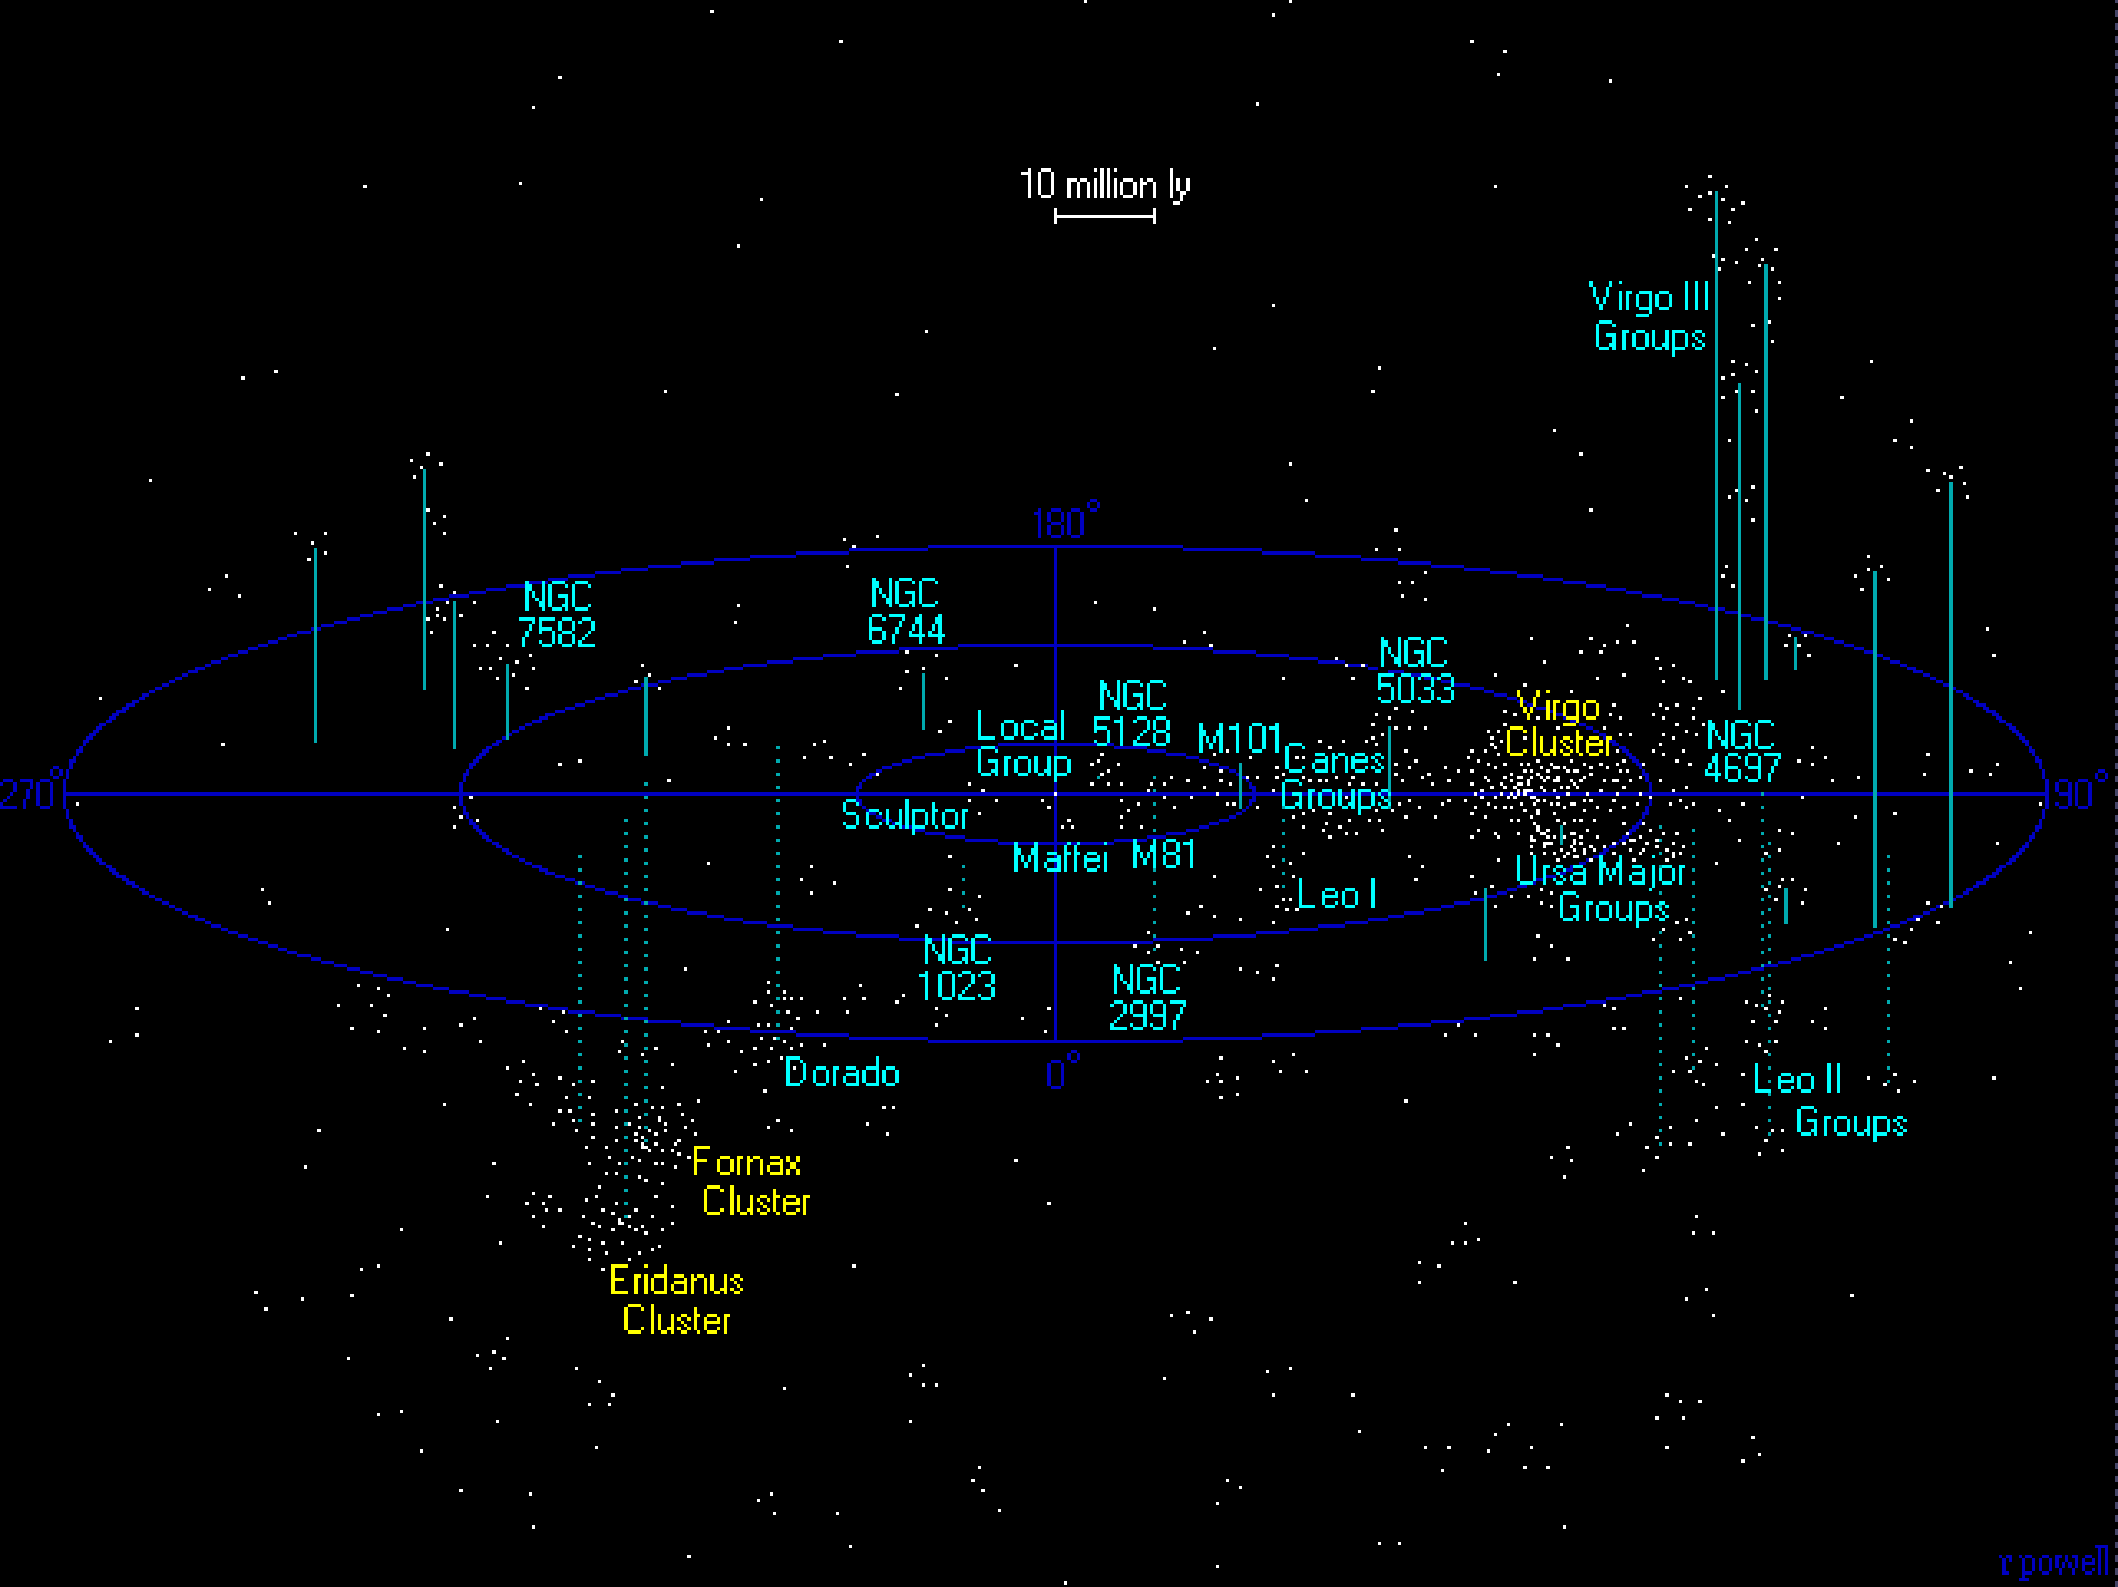 10 million ly
Virgo III
Groups
180°
NGC
7582
NGC
6744
NGC
5033
NGC
5128
Local
Group
M101
Canes
Groups
Virgo
Cluster
NGC
4697
270°
90°
Sculptor
Maffei
M81
Leo I
Ursa Major
Groups
NGC
1023
NGC
2997
Dorado
0°
Leo II
Groups
Fornax
Cluster
Eridanus
Cluster
r powell